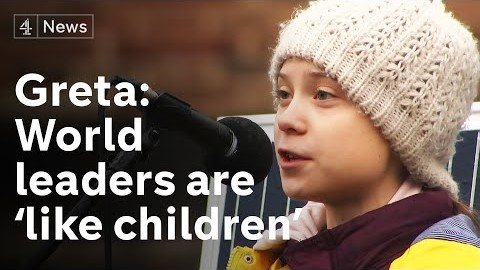 4 News
Greta:
World
leaders are
‘like children’